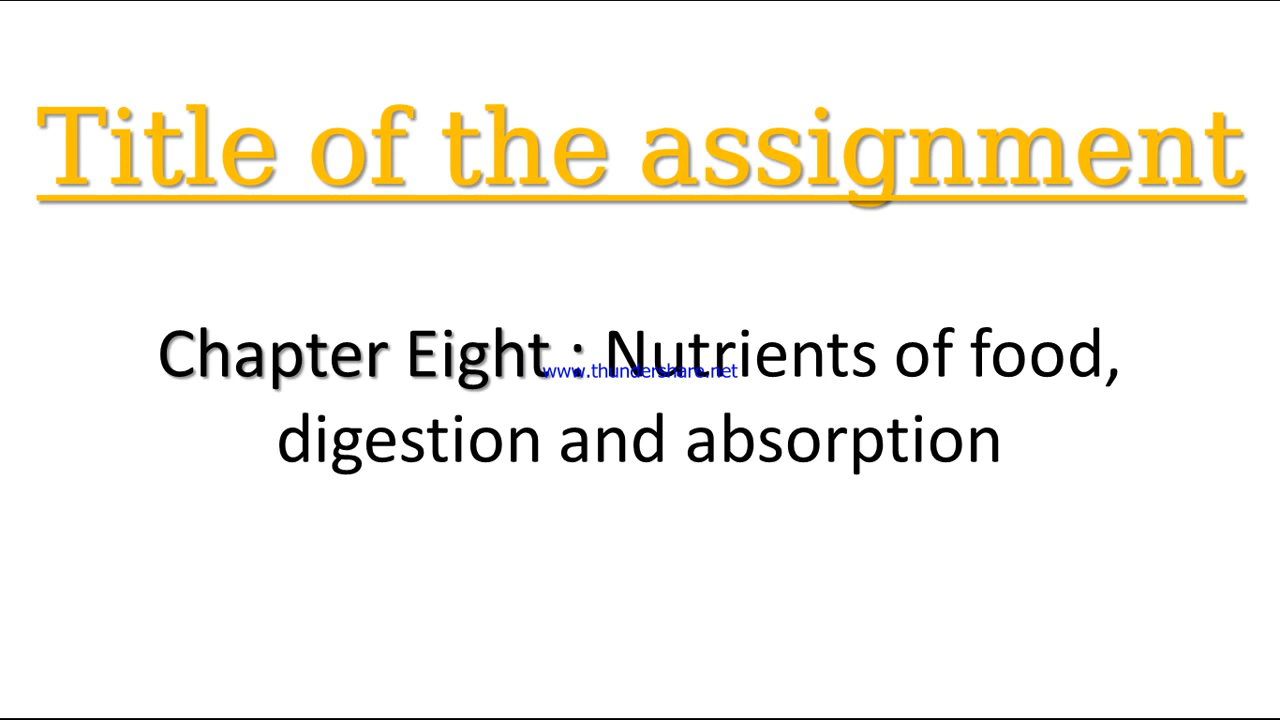 Title of the assignment
Chapter Eight : Nutrients of food,
www.thundershare.net
digestion and absorption